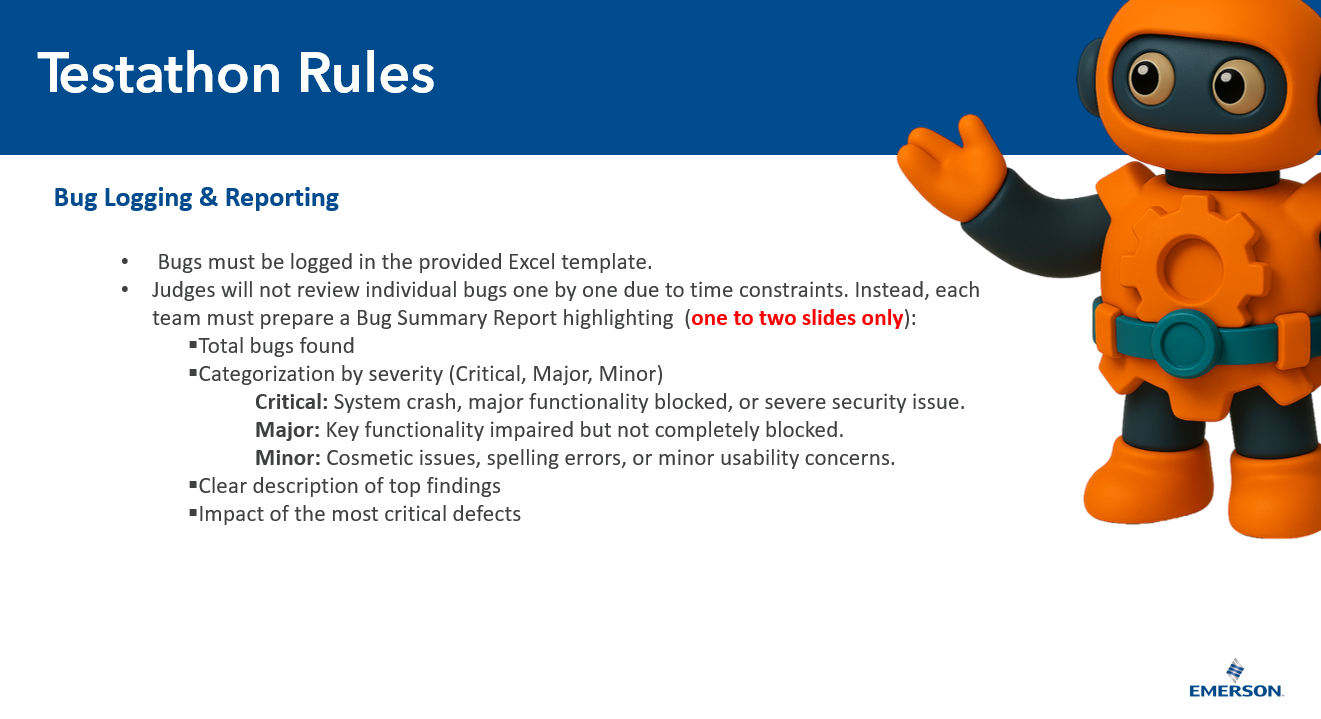 Testathon Rules
Bug Logging & Reporting
• Bugs must be logged in the provided Excel template.
• Judges will not review individual bugs one by one due to time constraints. Instead, each
team must prepare a Bug Summary Report highlighting (one to two slides only):
▪Total bugs found
▪Categorization by severity (Critical, Major, Minor)
Critical: System crash, major functionality blocked, or severe security issue.
Major: Key functionality impaired but not completely blocked.
Minor: Cosmetic issues, spelling errors, or minor usability concerns.
▪Clear description of top findings
▪Impact of the most critical defects
EMERSON